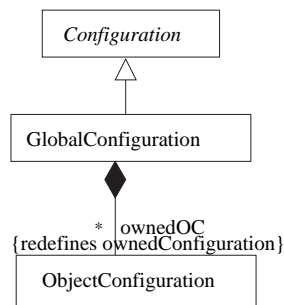 Configuration
GlobalConfiguration
* ownedOC
{redefines ownedConfiguration}
ObjectConfiguration